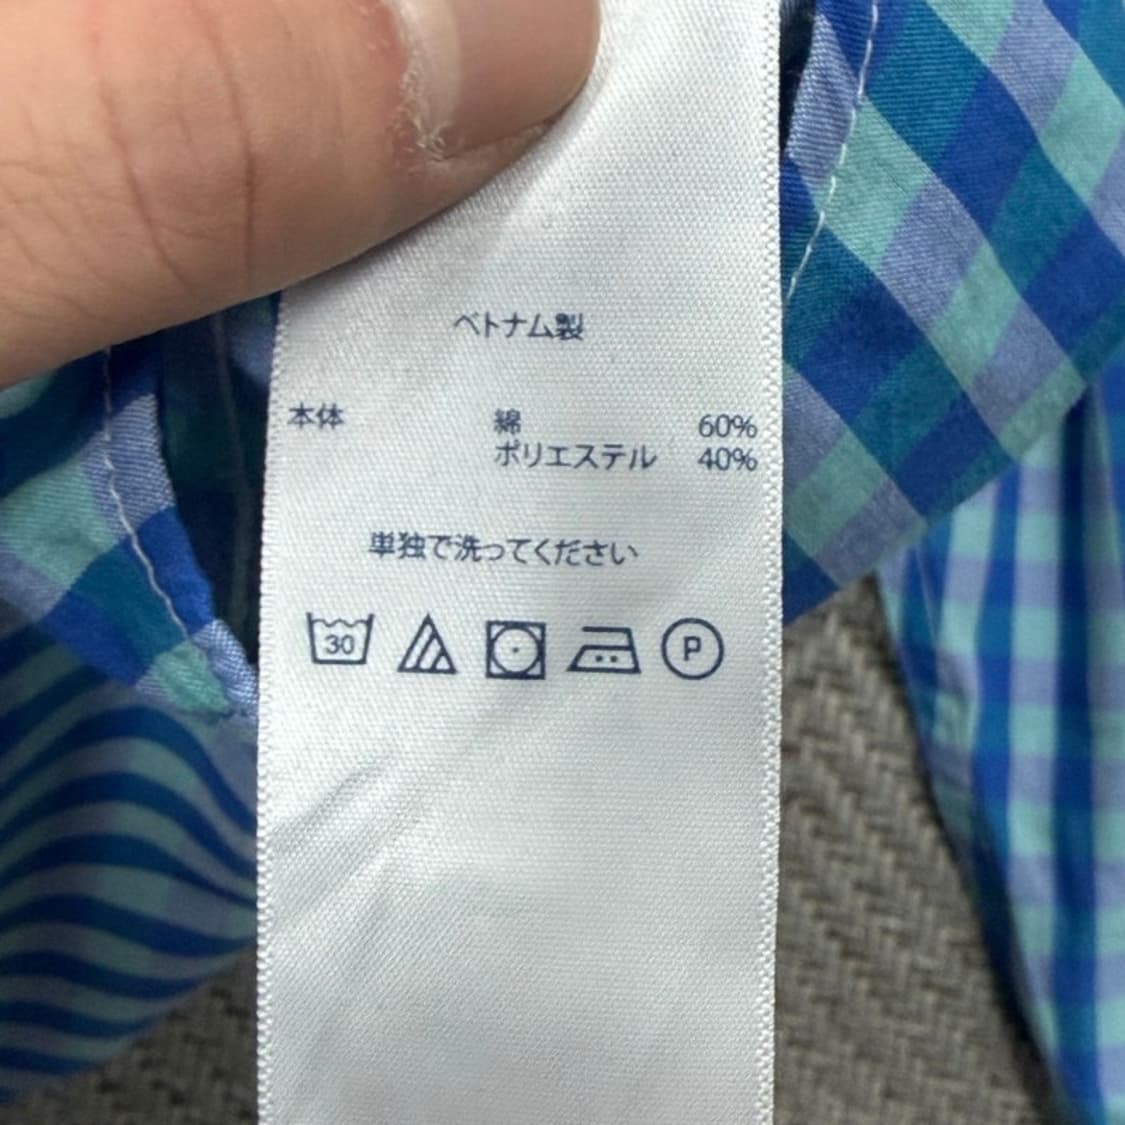 ベトナム製
本体 綿 60%
ポリエステル 40%
単独で洗ってください
30 P